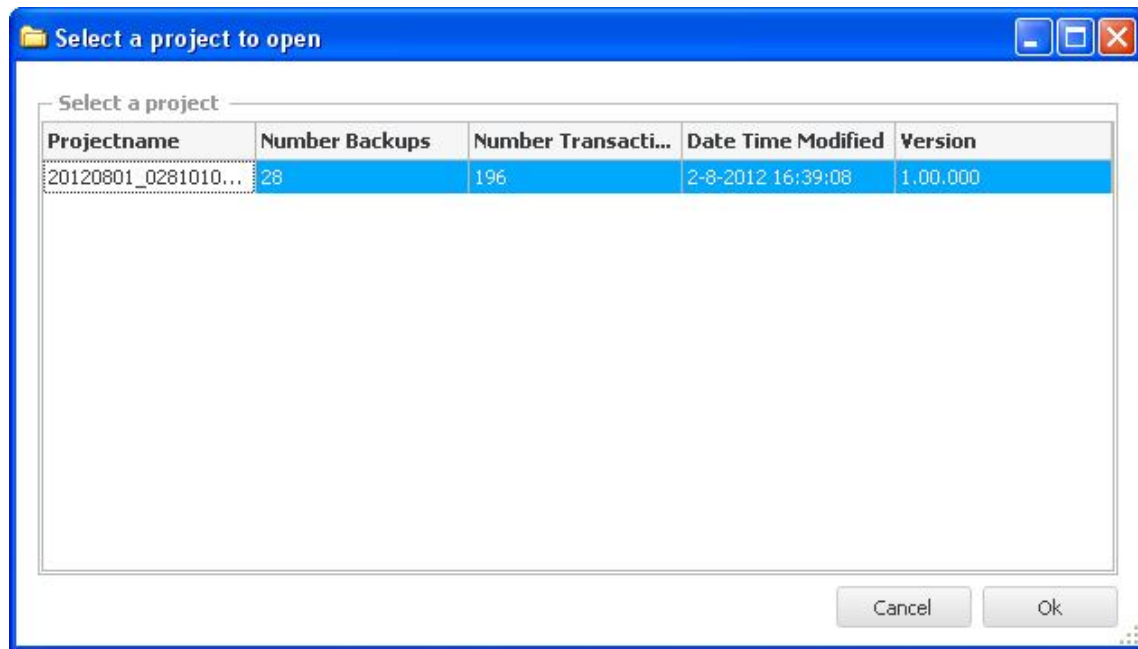 Select a project to open
Select a project
Projectname Number Backups Number Transacti... Date Time Modified Version
20120801_0281010... 28 196 2-8-2012 16:39:08 1.00.000
Cancel Ok